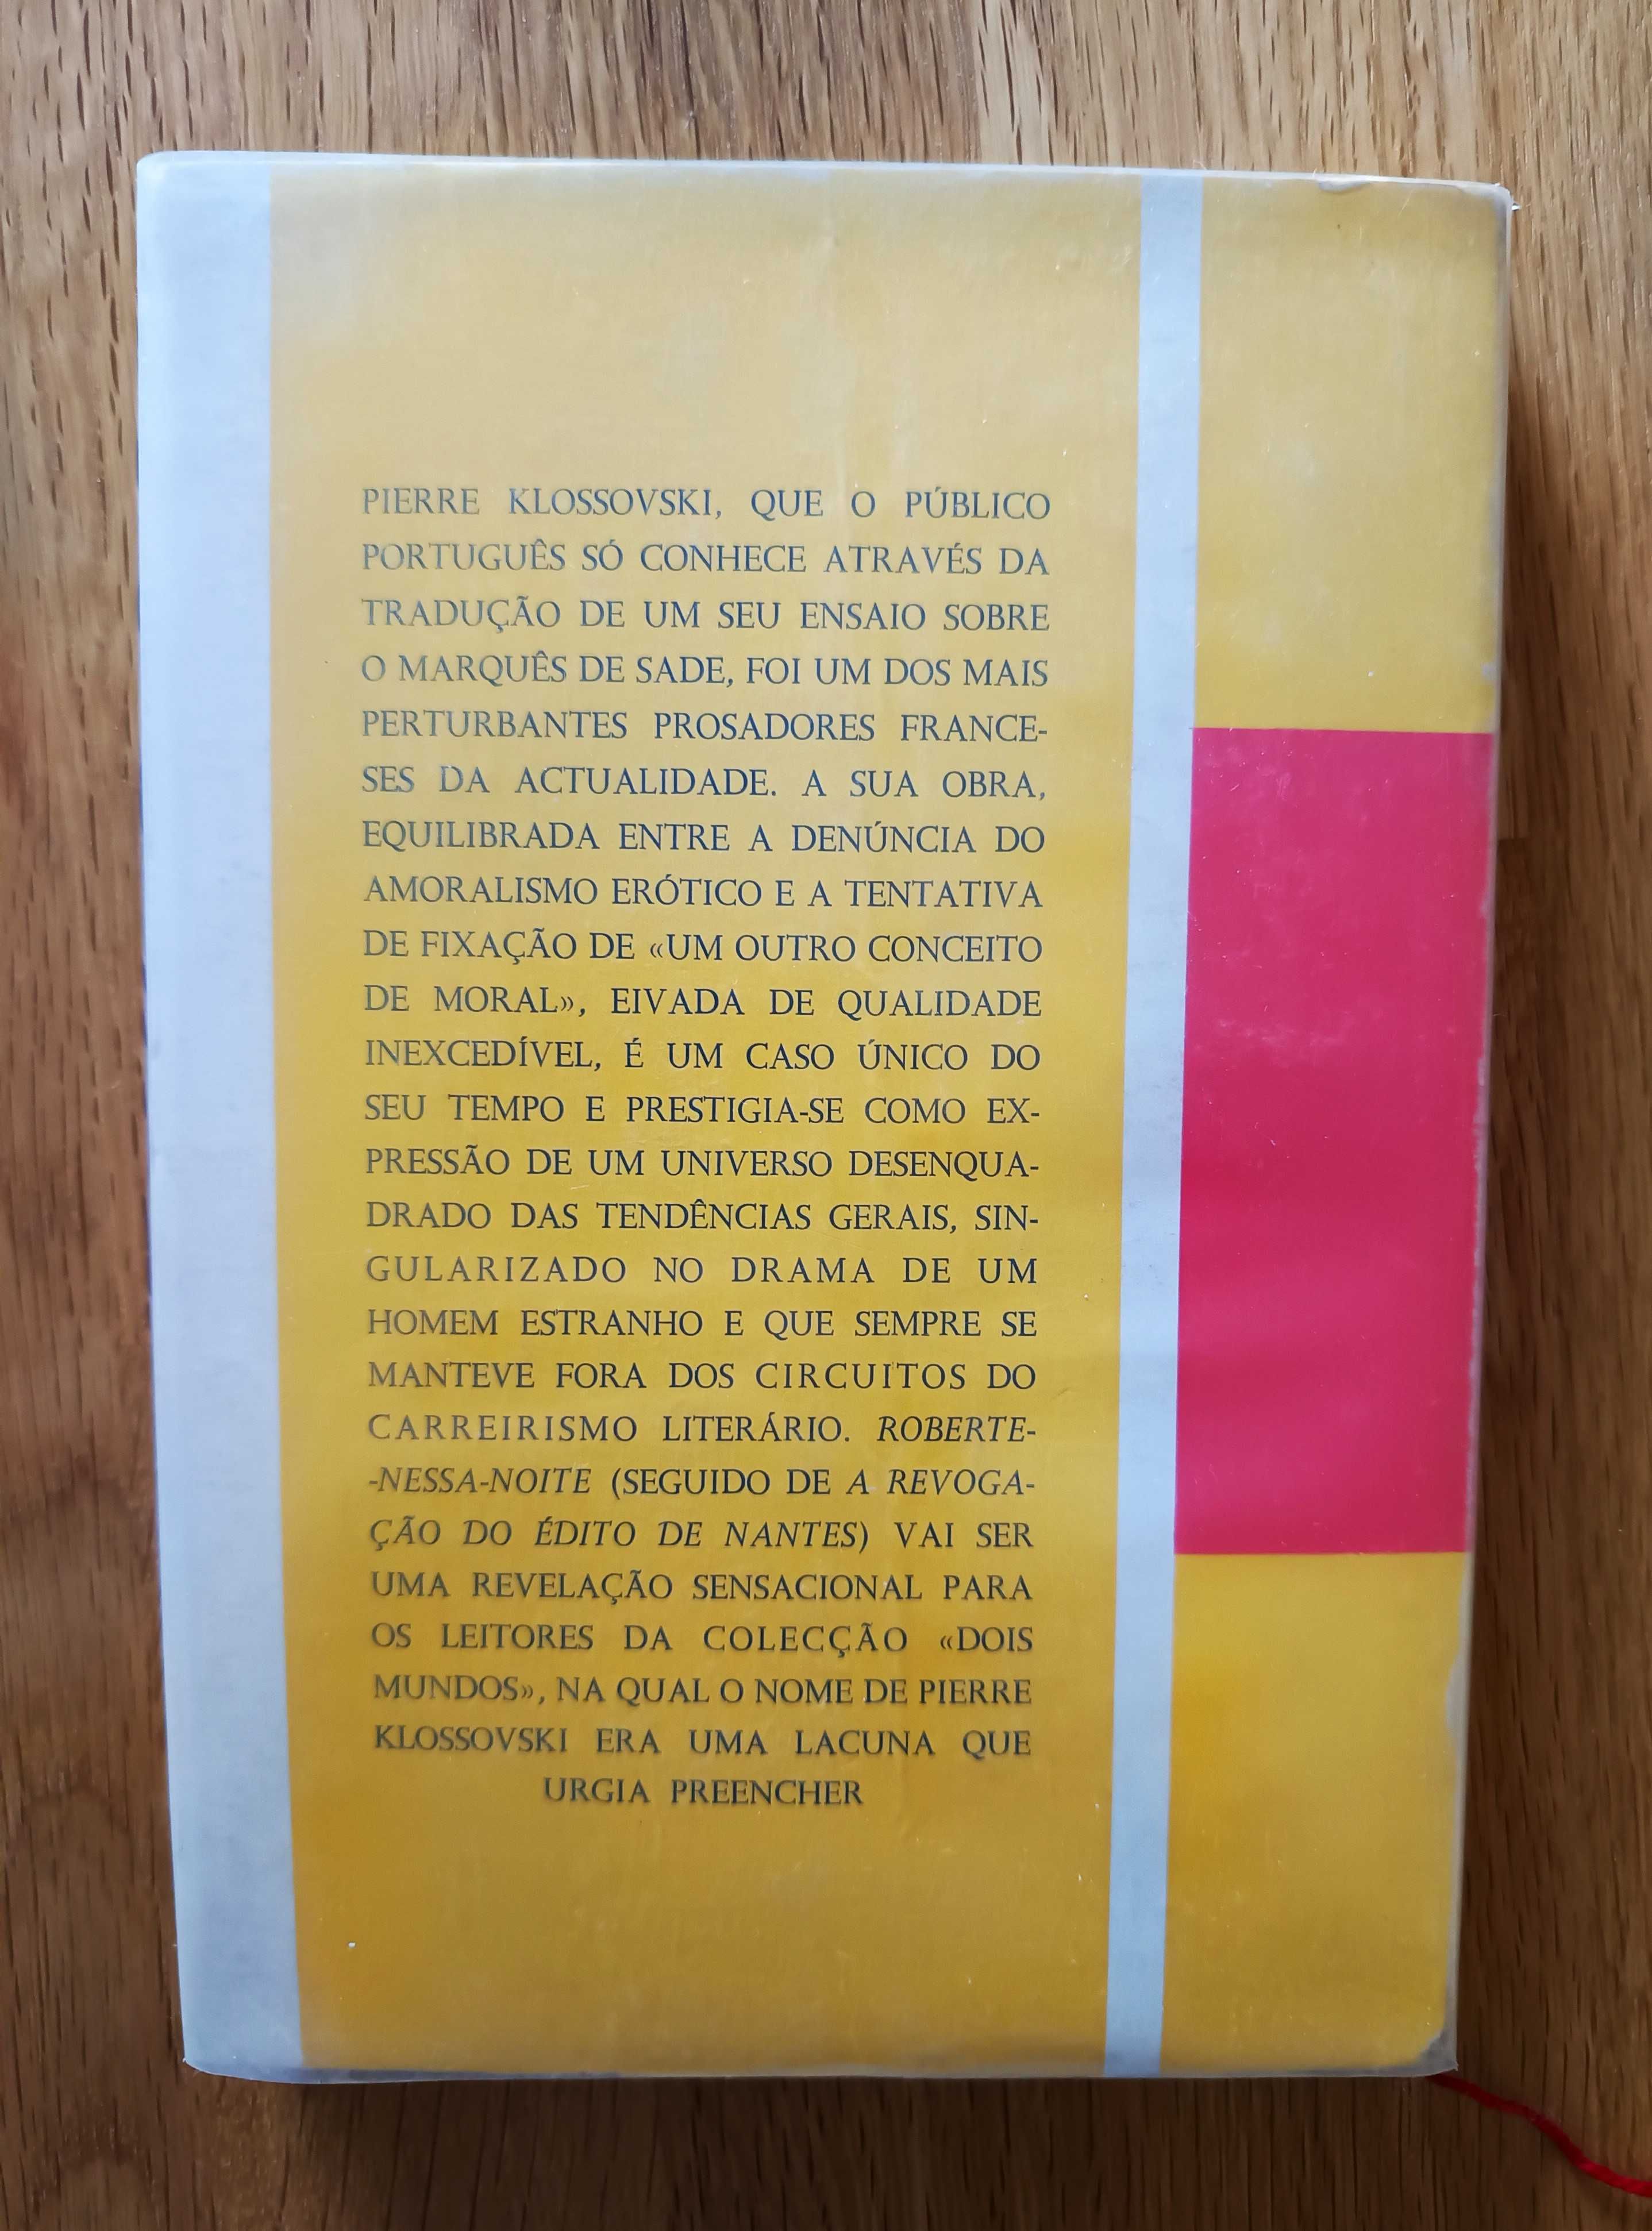 PIERRE KLOSSOVSKI, QUE O PÚBLICO
PORTUGUÊS SÓ CONHECE ATRAVÉS DA
TRADUÇÃO DE UM SEU ENSAIO SOBRE
O MARQUÊS DE SADE, FOI UM DOS MAIS
PERTURBANTES PROSADORES FRANCE-
SES DA ACTUALIDADE. A SUA OBRA,
EQUILIBRADA ENTRE A DENÚNCIA DO
AMORALISMO ERÓTICO E A TENTATIVA
DE FIXAÇÃO DE «UM OUTRO CONCEITO
DE MORAL», EIVADA DE QUALIDADE
INEXCEDÍVEL, É UM CASO ÚNICO DO
SEU TEMPO E PRESTIGIA-SE COMO EX-
PRESSÃO DE UM UNIVERSO DESENQUA-
DRADO DAS TENDÊNCIAS GERAIS, SIN-
GULARIZADO NO DRAMA DE UM
HOMEM ESTRANHO E QUE SEMPRE SE
MANTEVE FORA DOS CIRCUITOS DO
CARREIRISMO LITERÁRIO. ROBERTE-
-NESSA-NOITE (SEGUIDO DE A REVOGA-
ÇÃO DO ÉDITO DE NANTES) VAI SER
UMA REVELAÇÃO SENSACIONAL PARA
OS LEITORES DA COLECÇÃO «DOIS
MUNDOS», NA QUAL O NOME DE PIERRE
KLOSSOVSKI ERA UMA LACUNA QUE
URGIA PREENCHER